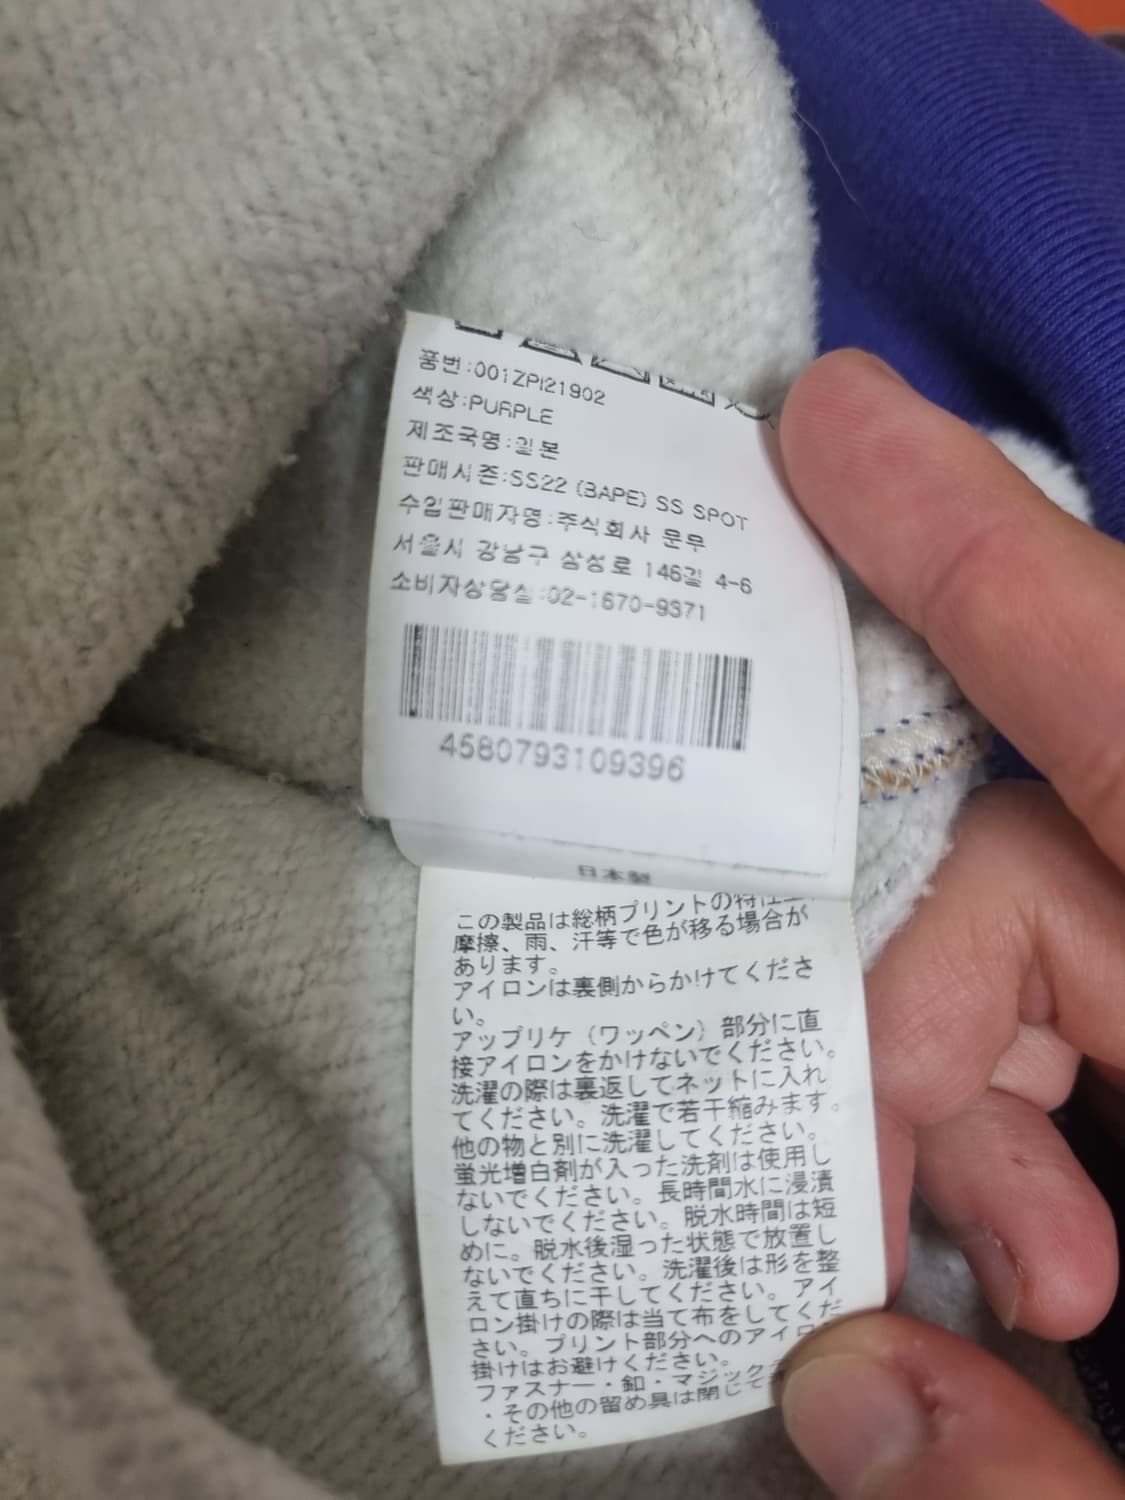 품번:001ZPI21902
색상:PURPLE
제조국명:일본
판매시즌:SS22 (BAPE) SS SPOT
수입판매자명:주식회사 문무
서울시 강남구 삼성로 146길 4-6
소비자상담실:02-1670-9371
4580793109396
日本製
この製品は総柄プリントの特性上、
摩擦、雨、汗等で色が移る場合が
あります。
アイロンは裏側からかけてくださ
い。
アップリケ(ワッペン)部分に直
接アイロンをかけないでください。
洗濯の際は裏返してネットに入れ
てください。洗濯で若干縮みます。
他の物と別に洗濯してください。
蛍光増白剤が入った洗剤は使用し
ないでください。長時間水に浸漬
しないでください。脱水時間は短
めに。脱水後湿った状態で放置し
ないでください。洗濯後は形を整
えて直ちに干してください。アイ
ロン掛けの際は当て布をしてくだ
さい。プリント部分へのアイロン
掛けはお避けください。
ファスナー・釦・マジック
・その他の留め具は閉じて
ください。